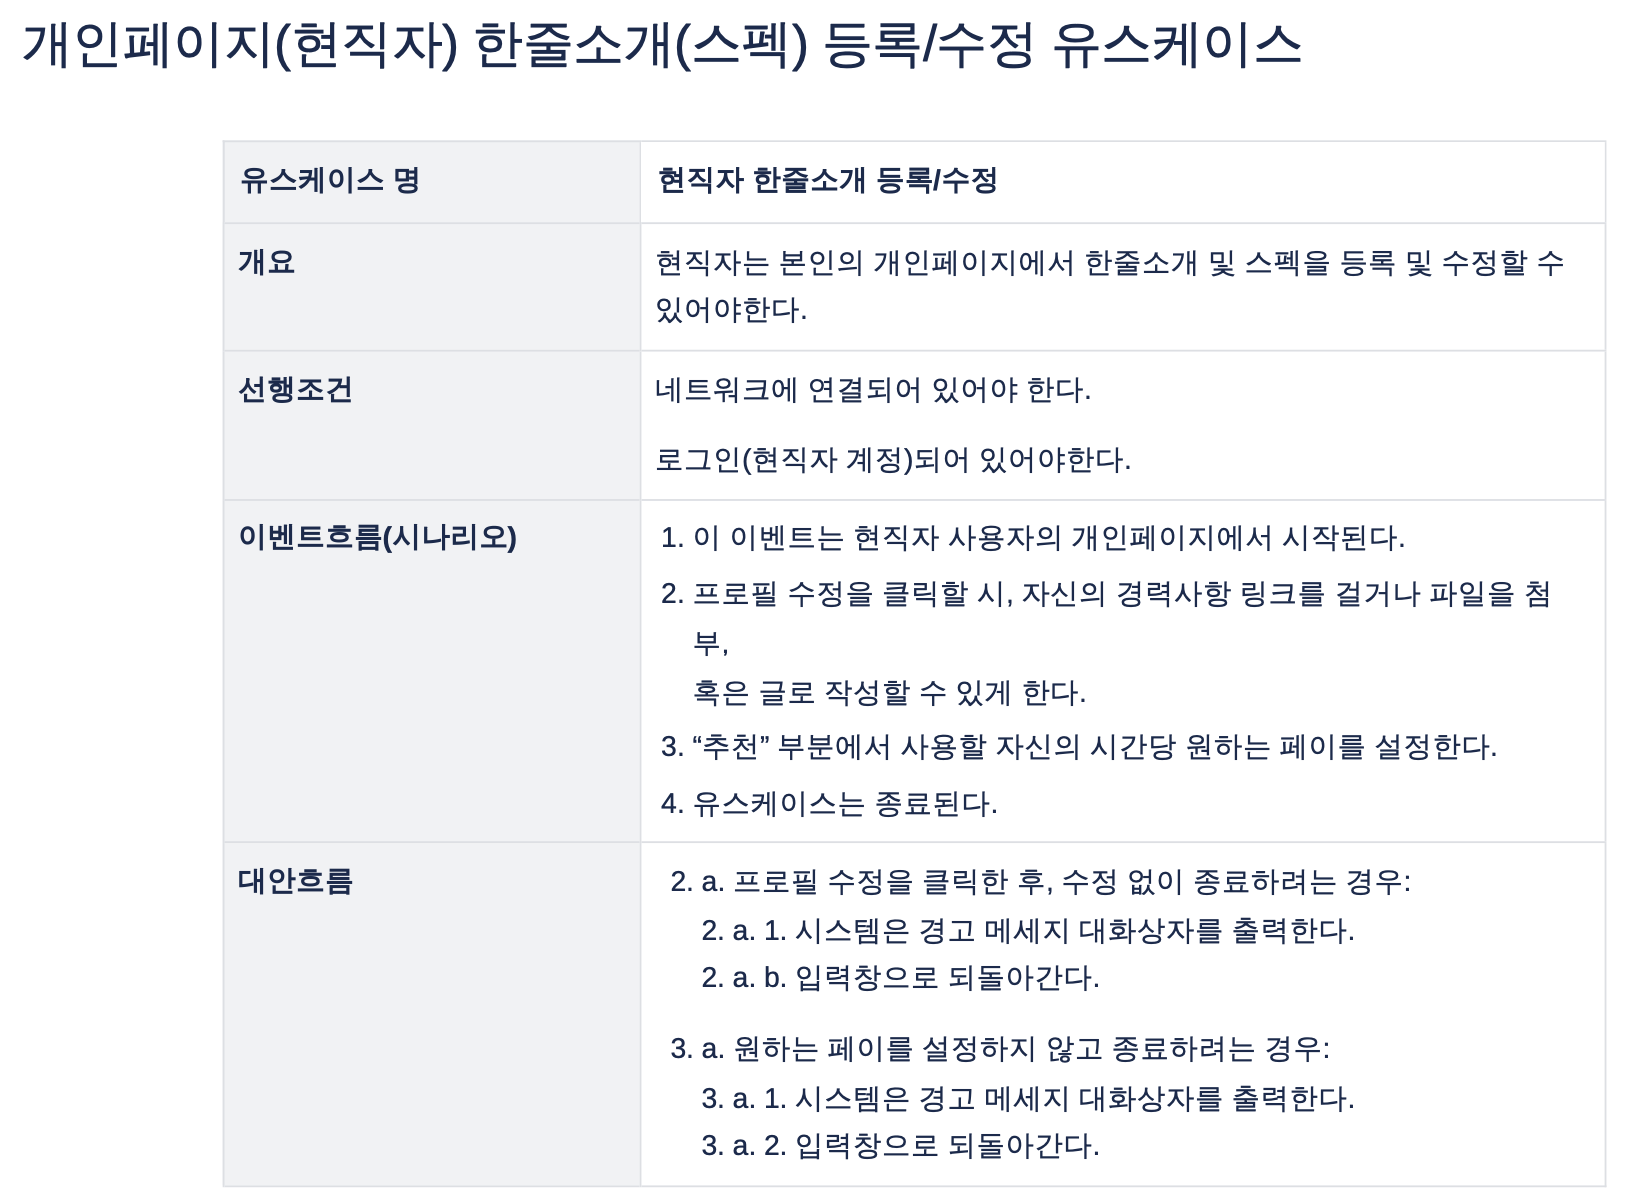 개인페이지(현직자) 한줄소개(스펙) 등록/수정 유스케이스
유스케이스 명
현직자 한줄소개 등록/수정
개요
현직자는 본인의 개인페이지에서 한줄소개 및 스펙을 등록 및 수정할 수
있어야한다.
선행조건
네트워크에 연결되어 있어야 한다.
로그인(현직자 계정)되어 있어야한다.
이벤트흐름(시나리오)
1. 이 이벤트는 현직자 사용자의 개인페이지에서 시작된다.
2. 프로필 수정을 클릭할 시, 자신의 경력사항 링크를 걸거나 파일을 첨
부,
혹은 글로 작성할 수 있게 한다.
3. “추천” 부분에서 사용할 자신의 시간당 원하는 페이를 설정한다.
4. 유스케이스는 종료된다.
대안흐름
2. a. 프로필 수정을 클릭한 후, 수정 없이 종료하려는 경우:
2. a. 1. 시스템은 경고 메세지 대화상자를 출력한다.
2. a. b. 입력창으로 되돌아간다.
3. a. 원하는 페이를 설정하지 않고 종료하려는 경우:
3. a. 1. 시스템은 경고 메세지 대화상자를 출력한다.
3. a. 2. 입력창으로 되돌아간다.